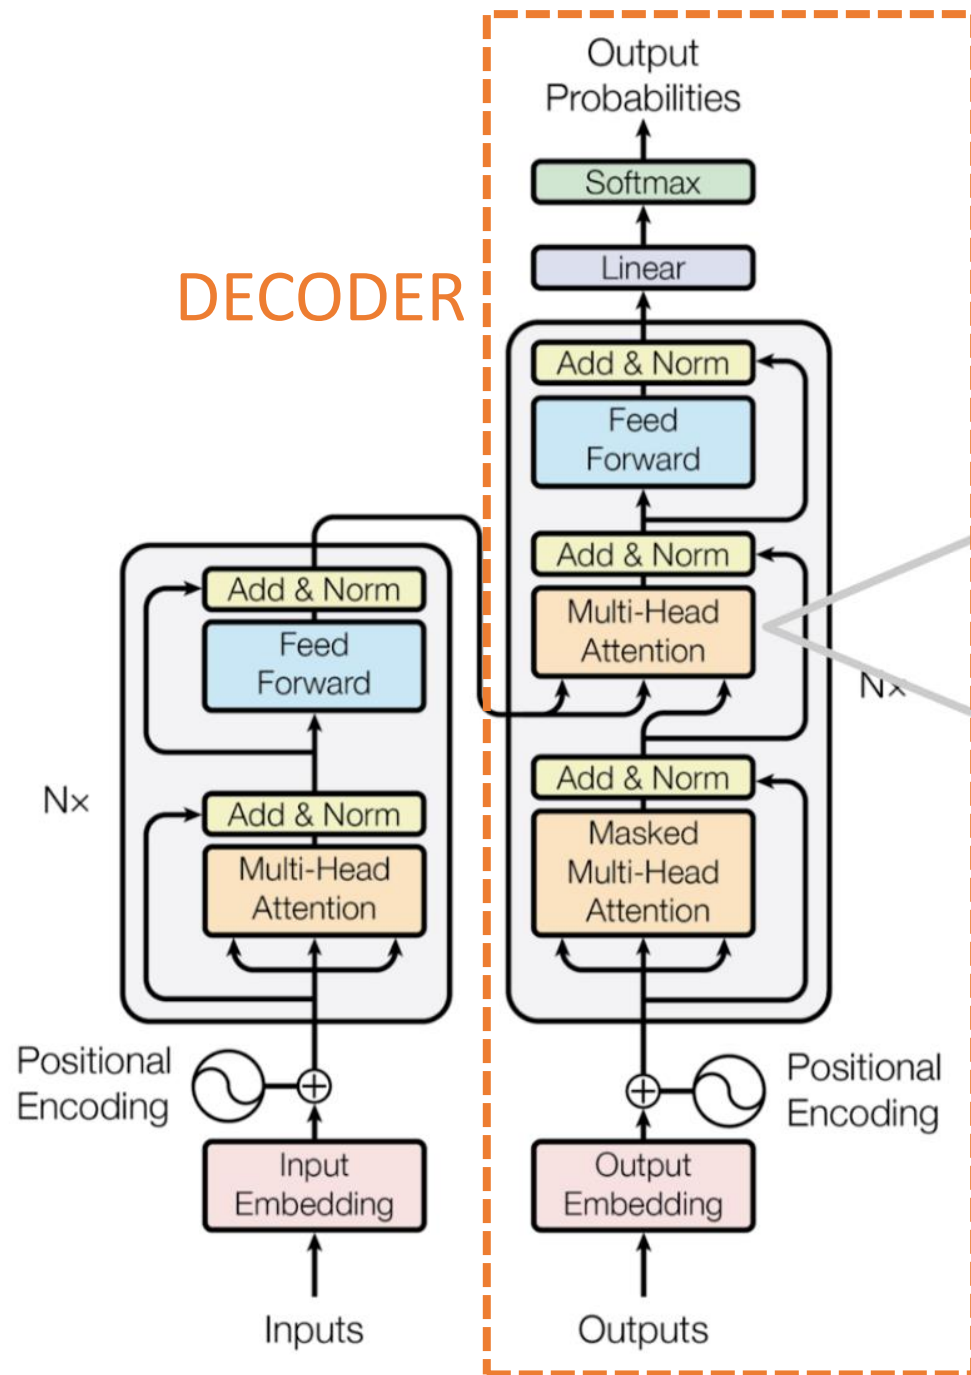 Output
Probabilities
Softmax
Linear
DECODER
Add & Norm
Feed
Forward
Add & Norm
Multi-Head
Attention
Nx
Add & Norm
Masked
Multi-Head
Attention
Add & Norm
Feed
Forward
Nx
Add & Norm
Multi-Head
Attention
Positional
Encoding
Positional
Encoding
Input
Embedding
Output
Embedding
Inputs
Outputs